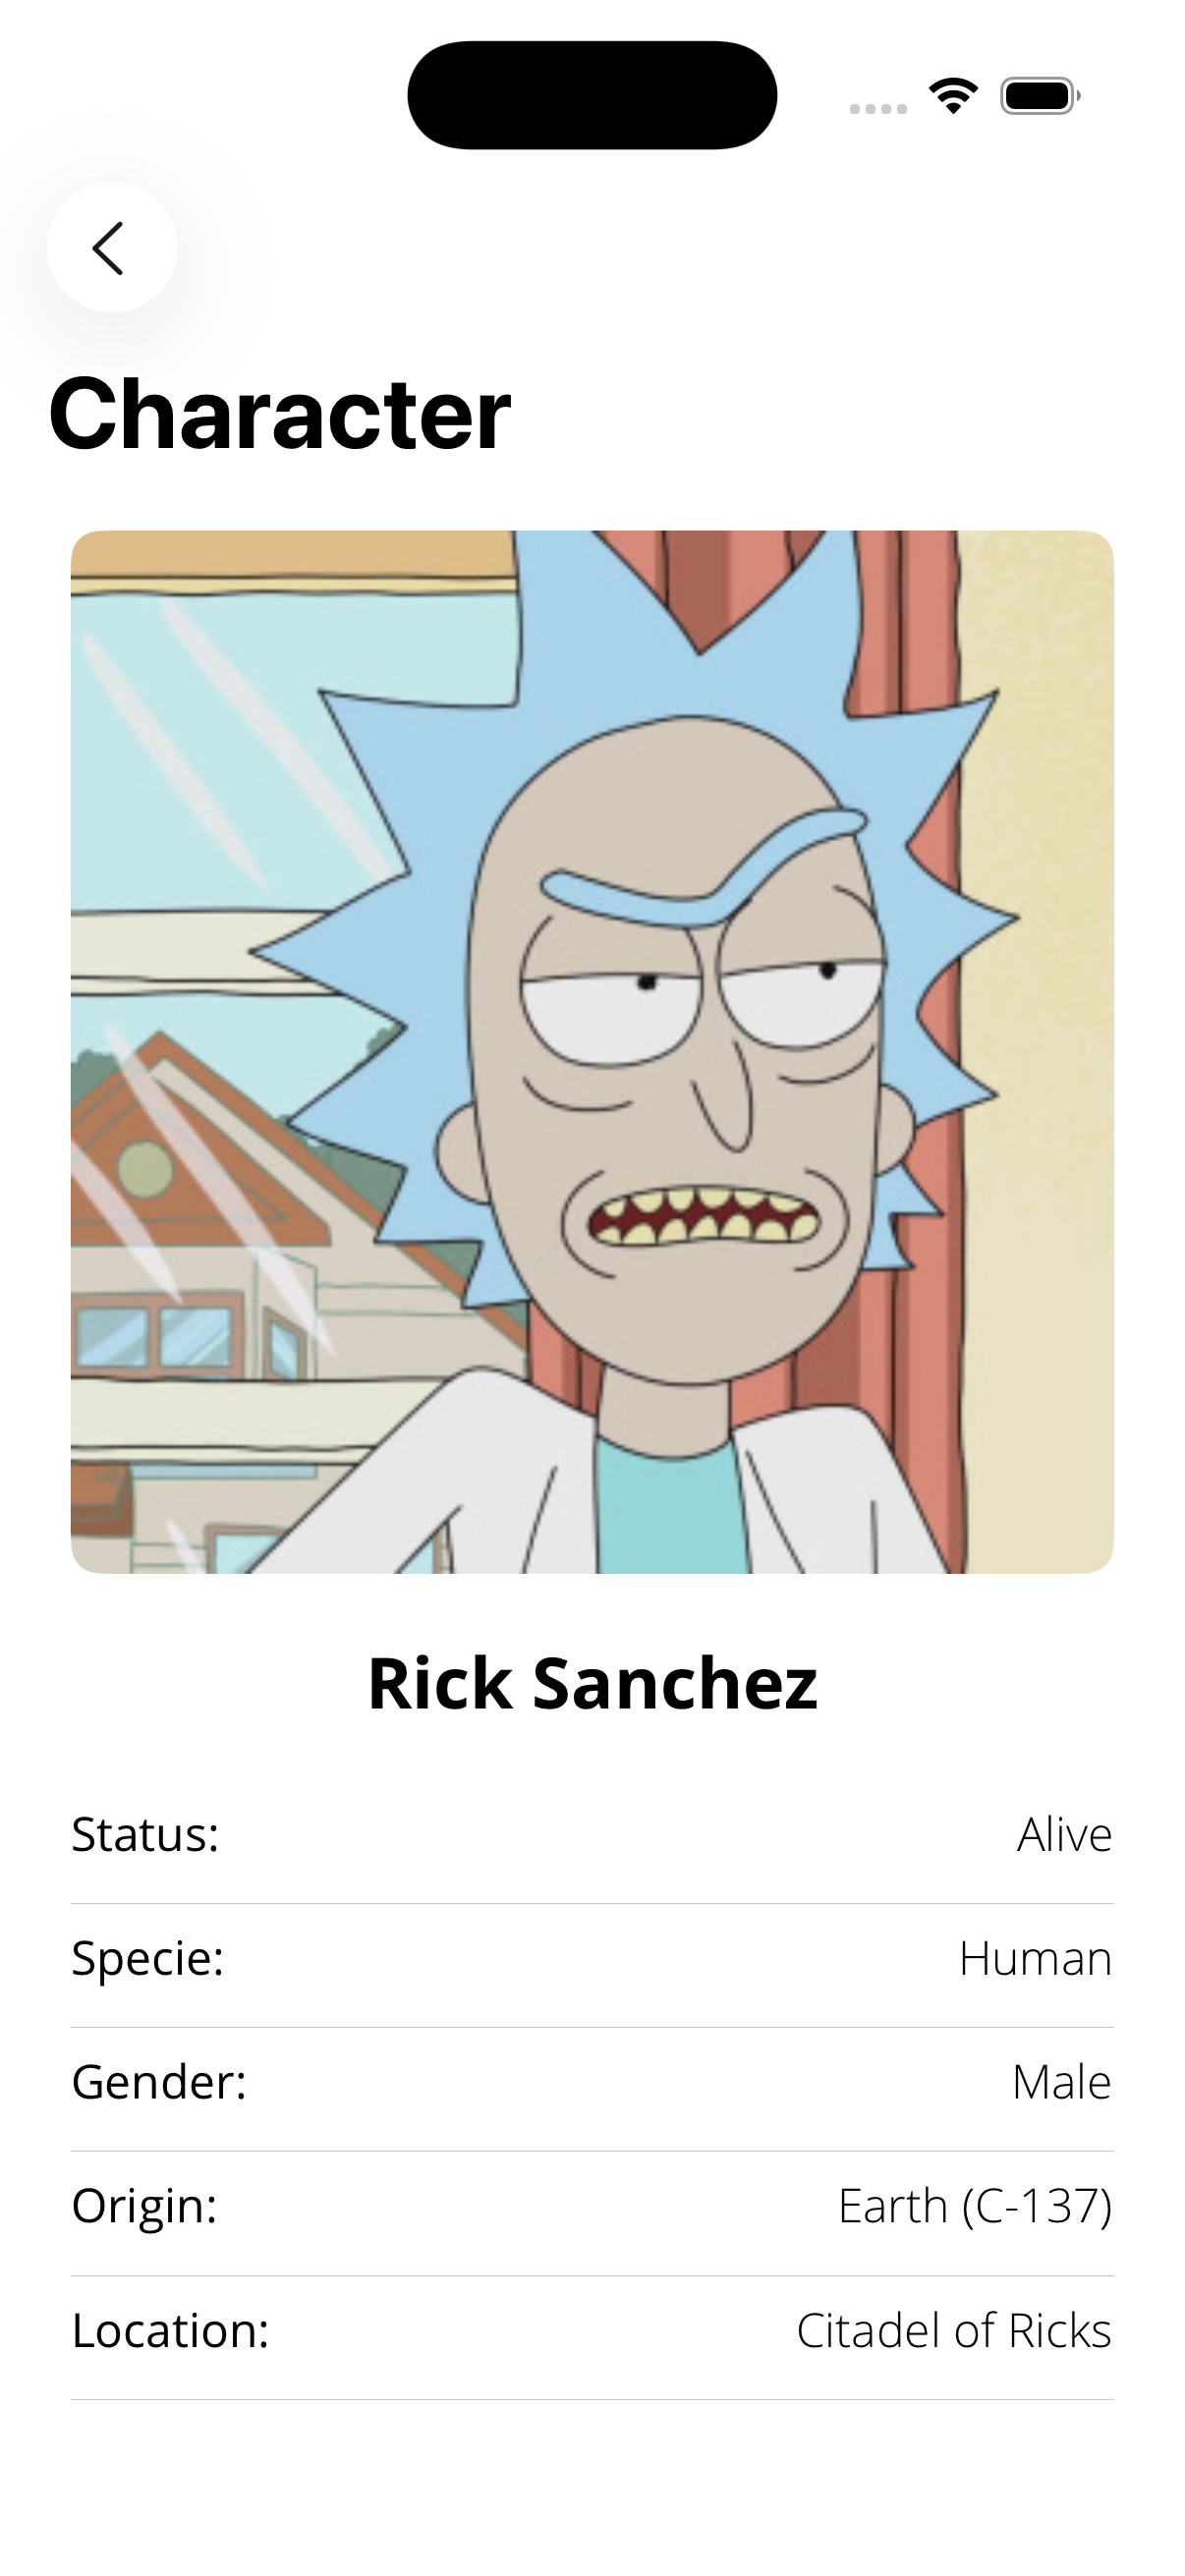 Character
Rick Sanchez
Status: Alive
Specie: Human
Gender: Male
Origin: Earth (C-137)
Location: Citadel of Ricks